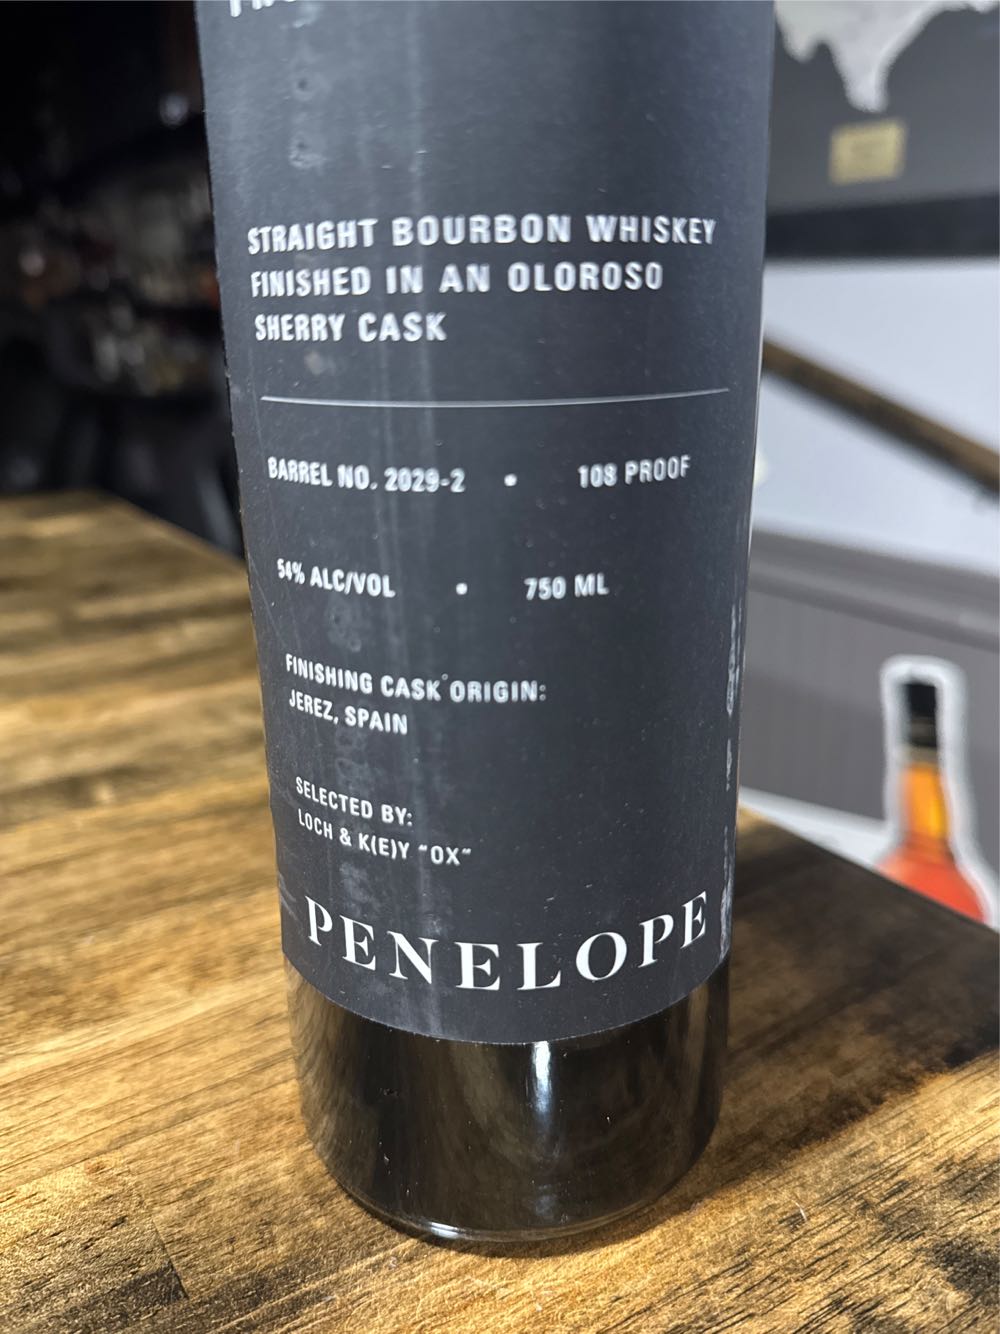 STRAIGHT BOURBON WHISKEY
FINISHED IN AN OLOROSO
SHERRY CASK
BARREL NO. 2029-2 • 108 PROOF
54% ALC/VOL • 750 ML
FINISHING CASK ORIGIN:
JEREZ, SPAIN
SELECTED BY:
LOCH & K(E)Y "OX"
PENELOPE